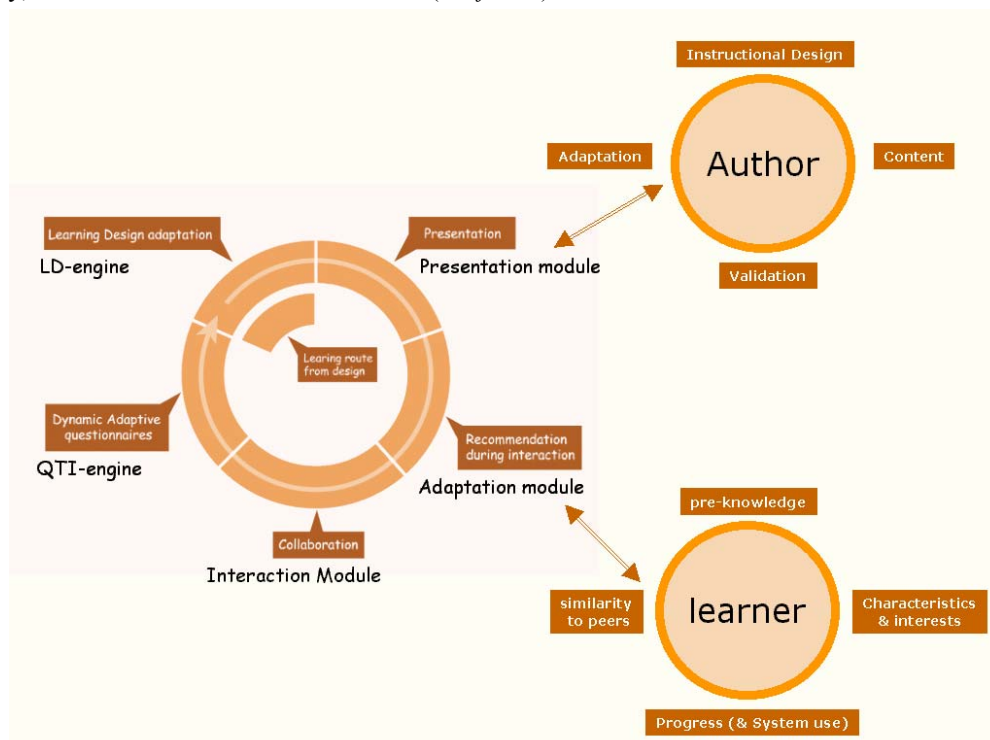 Instructional Design
Adaptation
Author
Content
Validation
Learning Design adaptation
LD-engine
Presentation
Presentation module
Learing route
from design
Dynamic Adaptive
questionnaires
QTI-engine
Recommendation
during interaction
Adaptation module
Collaboration
Interaction Module
pre-knowledge
similarity
to peers
learner
Characteristics
& interests
Progress (& System use)